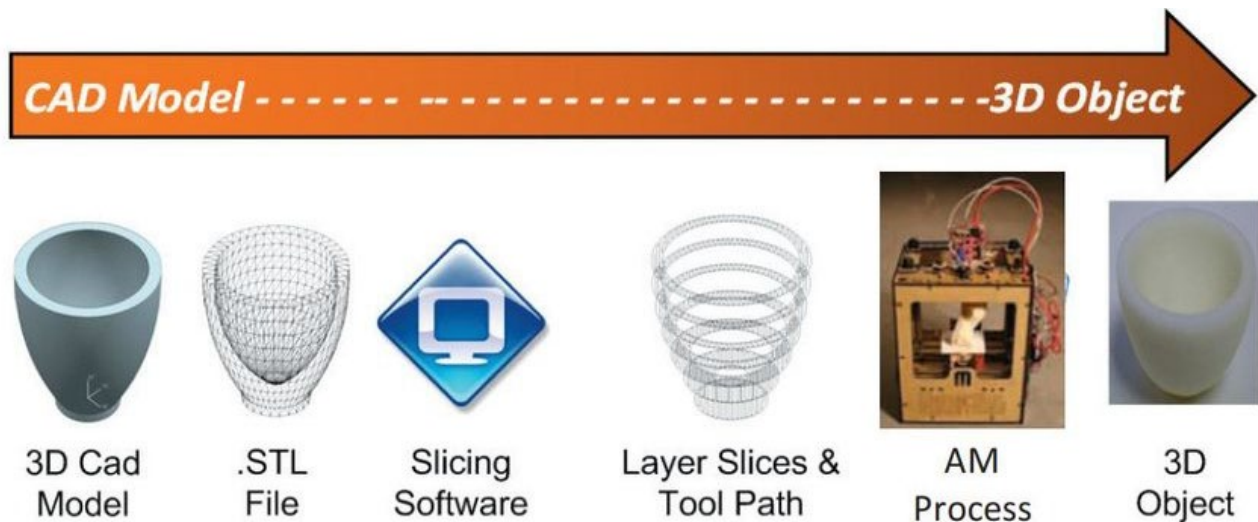 CAD Model - - - - - - -- - - - - - - - - - - - - - - - - - - - - - -3D Object
3D Cad
Model
.STL
File
Slicing
Software
Layer Slices &
Tool Path
AM
Process
3D
Object